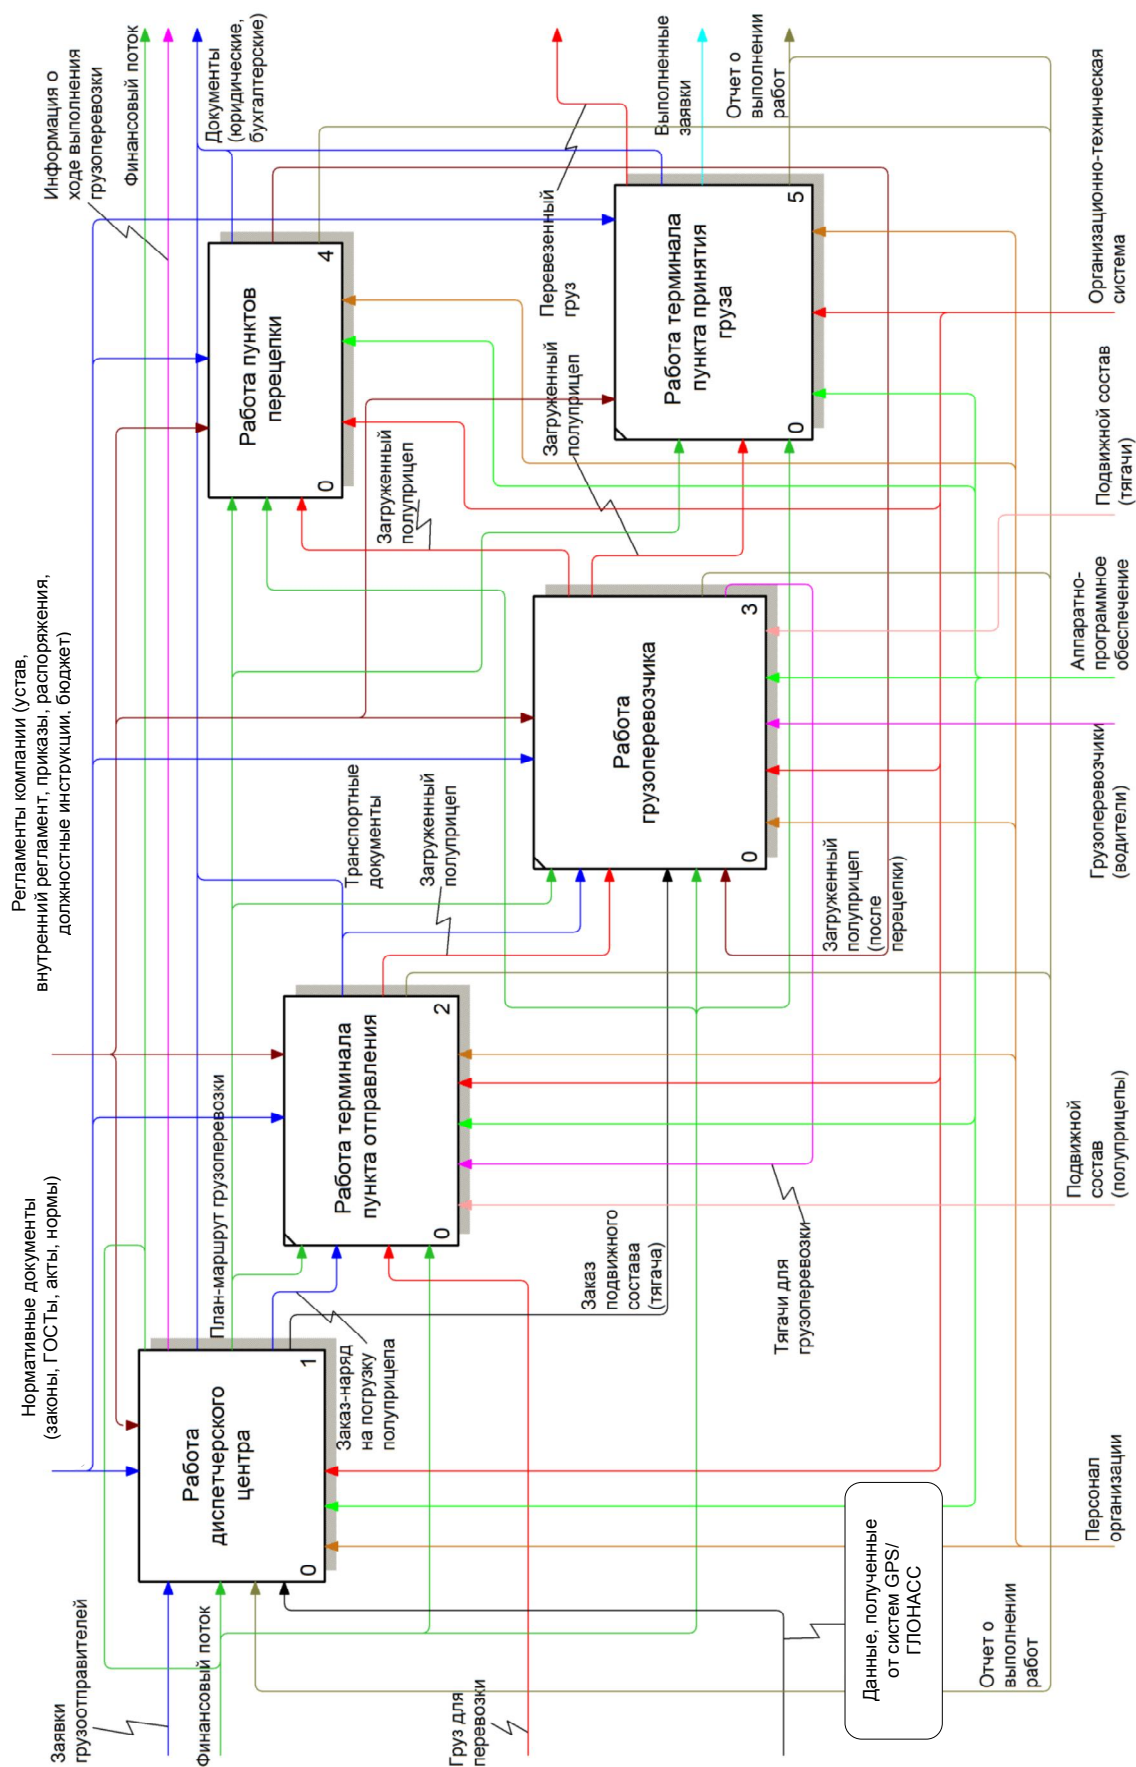 Нормативные документы
(законы, ГОСТы, акты, нормы)
Регламенты компании (устав,
внутренний регламент, приказы, распоряжения,
должностные инструкции, бюджет)
Информация о
ходе выполнения
грузоперевозки
Финансовый поток
Документы
(юридические,
бухгалтерские)
Заявки
грузоотправителей
Финансовый поток
Работа
диспетчерского
центра
0
1
План-маршрут грузоперевозки
Заказ-наряд
на погрузку
полуприцепа
Работа терминала
пункта отправления
0
2
Транспортные
документы
Загруженный
полуприцеп
Заказ
подвижного
состава
(тягача)
Работа
грузоперевозчика
0
3
Загруженный
полуприцеп
Работа пунктов
перецепки
0
4
Загруженный
полуприцеп
Перевезенный
груз
Работа терминала
пункта принятия
груза
0
5
Выполненные
заявки
Отчет о
выполнении
работ
Груз для
перевозки
Тягачи для
грузоперевозки
Загруженный
полуприцеп
(после
перецепки)
Данные, полученные
от систем GPS/
ГЛОНАСС
Отчет о
выполнении
работ
Персонал
организации
Подвижной
состав
(полуприцепы)
Грузоперевозчики
(водители)
Аппаратно-
программное
обеспечение
Подвижной состав
(тягачи)
Организационно-техническая
система